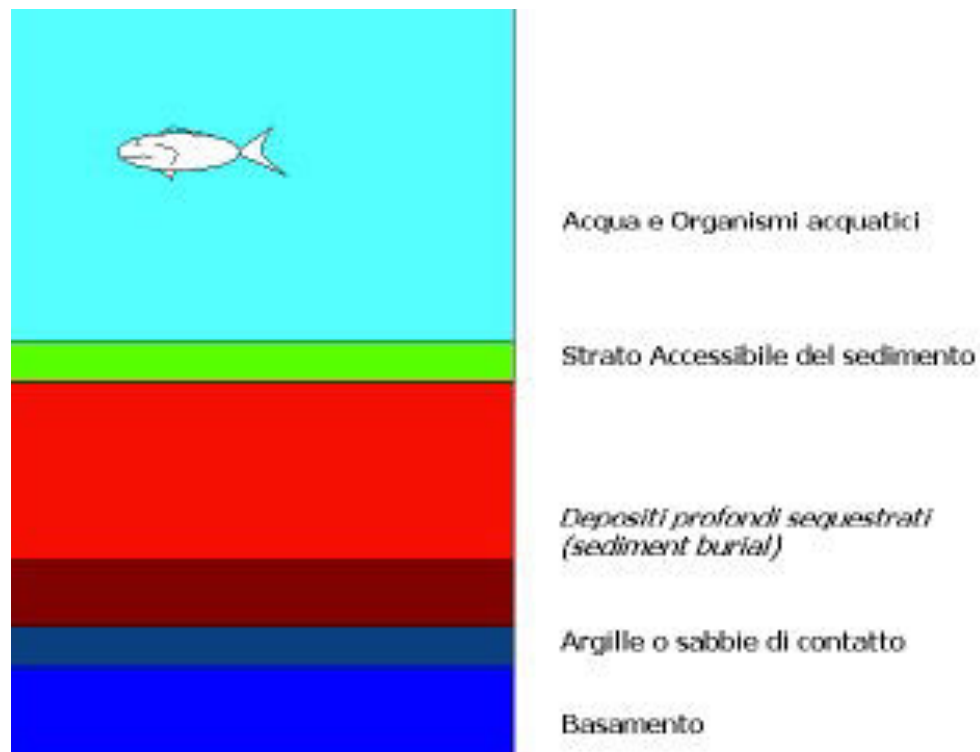 Acqua e Organismi acquatici
Strato Accessibile del sedimento
Depositi profondi sequestrati
(sediment burial)
Argille o sabbie di contatto
Basamento